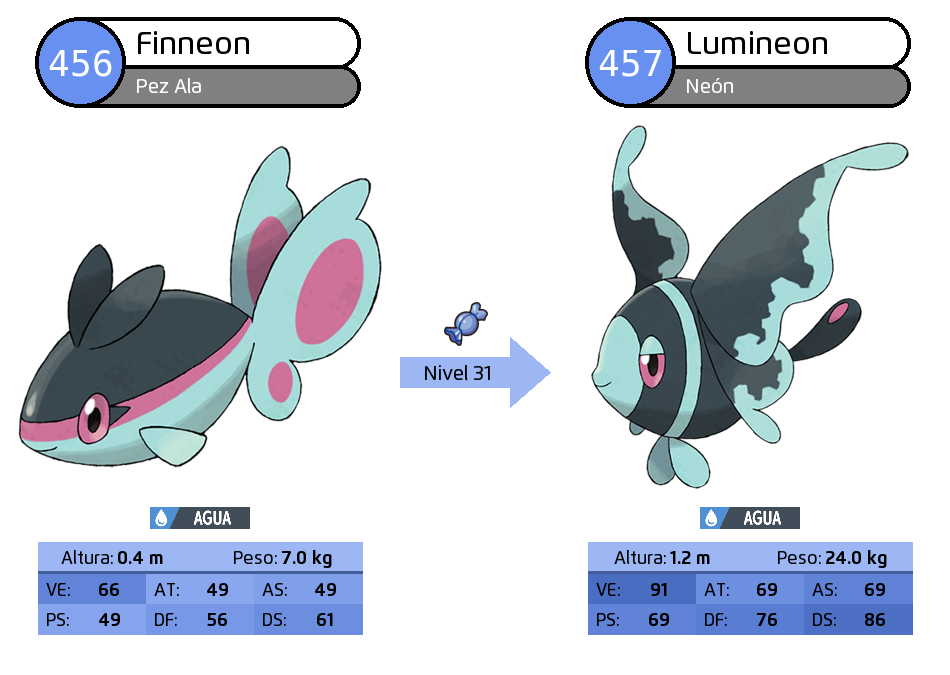 456
Finneon
Pez Ala
457
Lumineon
Neón
Nivel 31
AGUA
AGUA
Altura: 0.4 m Peso: 7.0 kg
VE: 66 AT: 49 AS: 49
PS: 49 DF: 56 DS: 61
Altura: 1.2 m Peso: 24.0 kg
VE: 91 AT: 69 AS: 69
PS: 69 DF: 76 DS: 86